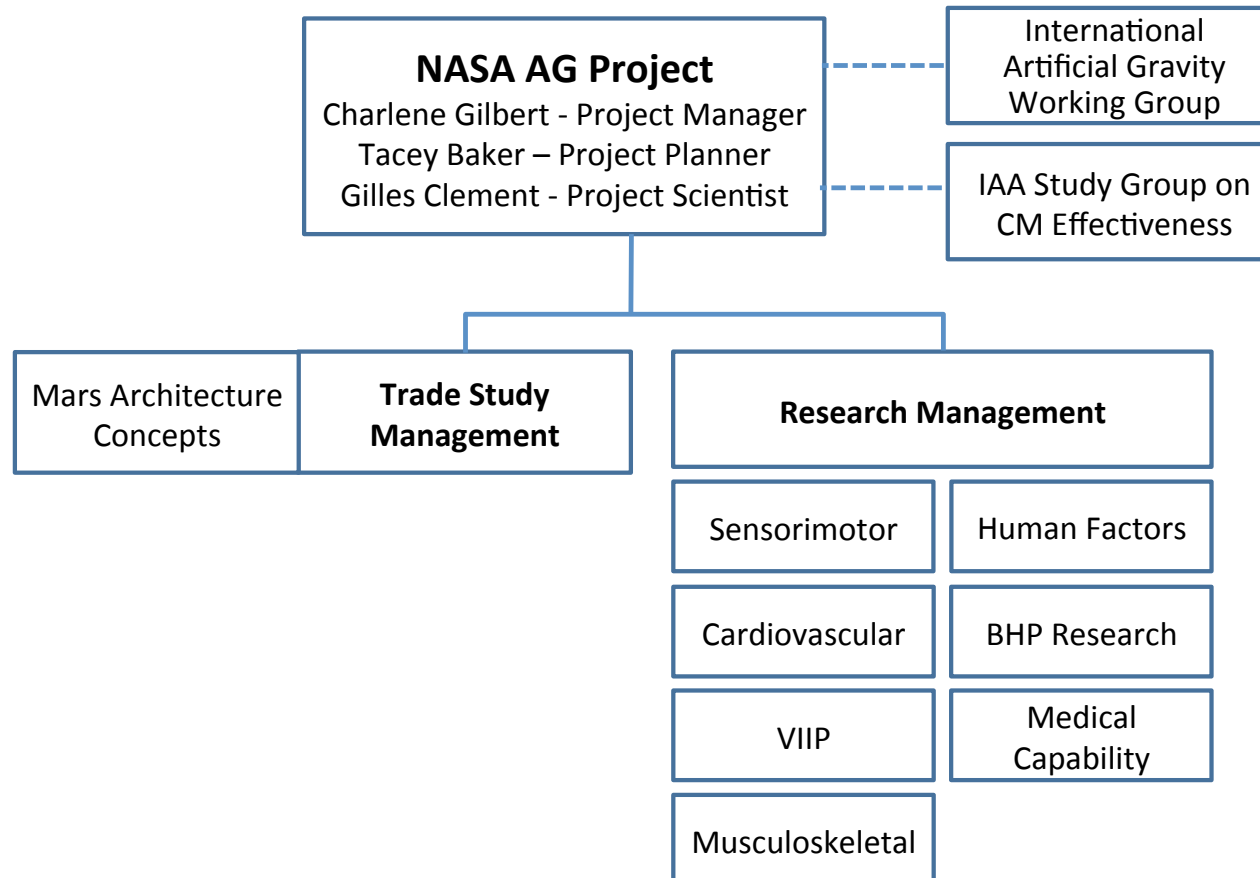 NASA AG Project
Charlene Gilbert - Project Manager
Tacey Baker – Project Planner
Gilles Clement - Project Scientist
International
Artificial Gravity
Working Group
IAA Study Group on
CM Effectiveness
Mars Architecture
Concepts
Trade Study
Management
Research Management
Sensorimotor
Human Factors
Cardiovascular
BHP Research
VIIP
Medical
Capability
Musculoskeletal